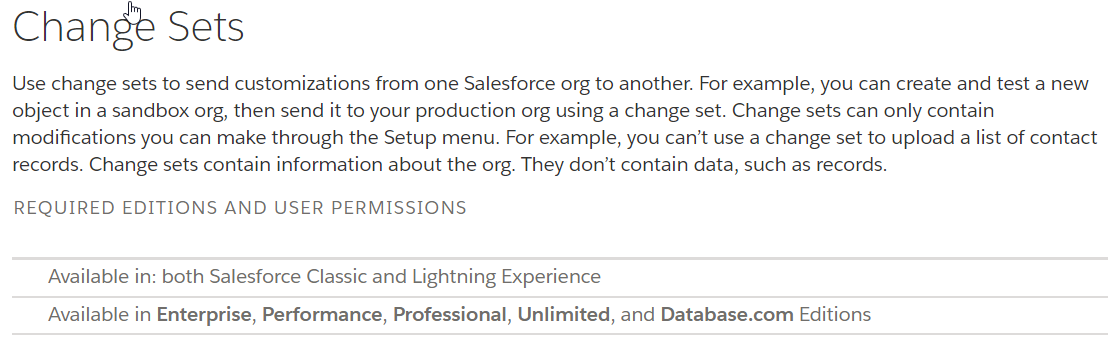 Change Sets
Use change sets to send customizations from one Salesforce org to another. For example, you can create and test a new
object in a sandbox org, then send it to your production org using a change set. Change sets can only contain
modifications you can make through the Setup menu. For example, you can’t use a change set to upload a list of contact
records. Change sets contain information about the org. They don’t contain data, such as records.
REQUIRED EDITIONS AND USER PERMISSIONS
Available in: both Salesforce Classic and Lightning Experience
Available in Enterprise, Performance, Professional, Unlimited, and Database.com Editions